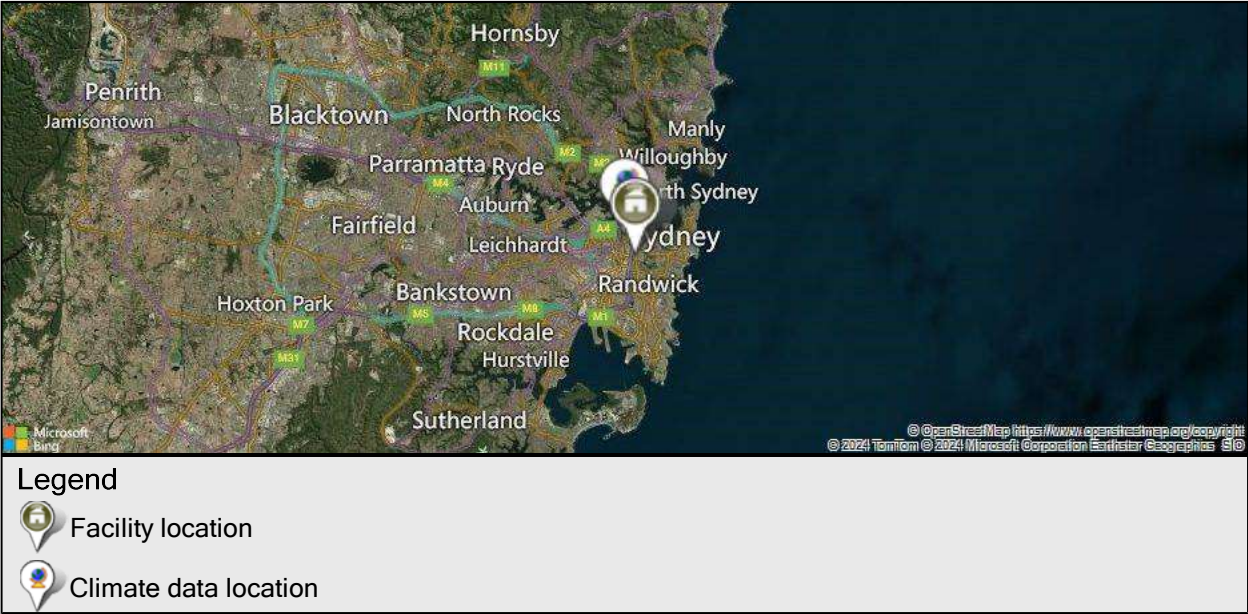 Hornsby
M11
Penrith
Jamisontown
Blacktown
North Rocks
Manly
M2
Willoughby
Parramatta Ryde
M4
rth Sydney
Auburn
Fairfield
A4
Leichhardt
ydney
Randwick
Bankstown
Hoxton Park
M5
M8
M1
M7
Rockdale
M31
Hurstville
Sutherland
Microsoft
Bing
© OpenStreetMap https://www.openstreetmap.org/copyright
© 2024 TomTom © 2024 Microsoft Corporation Earthstar Geographics SIO
Legend
Facility location
Climate data location